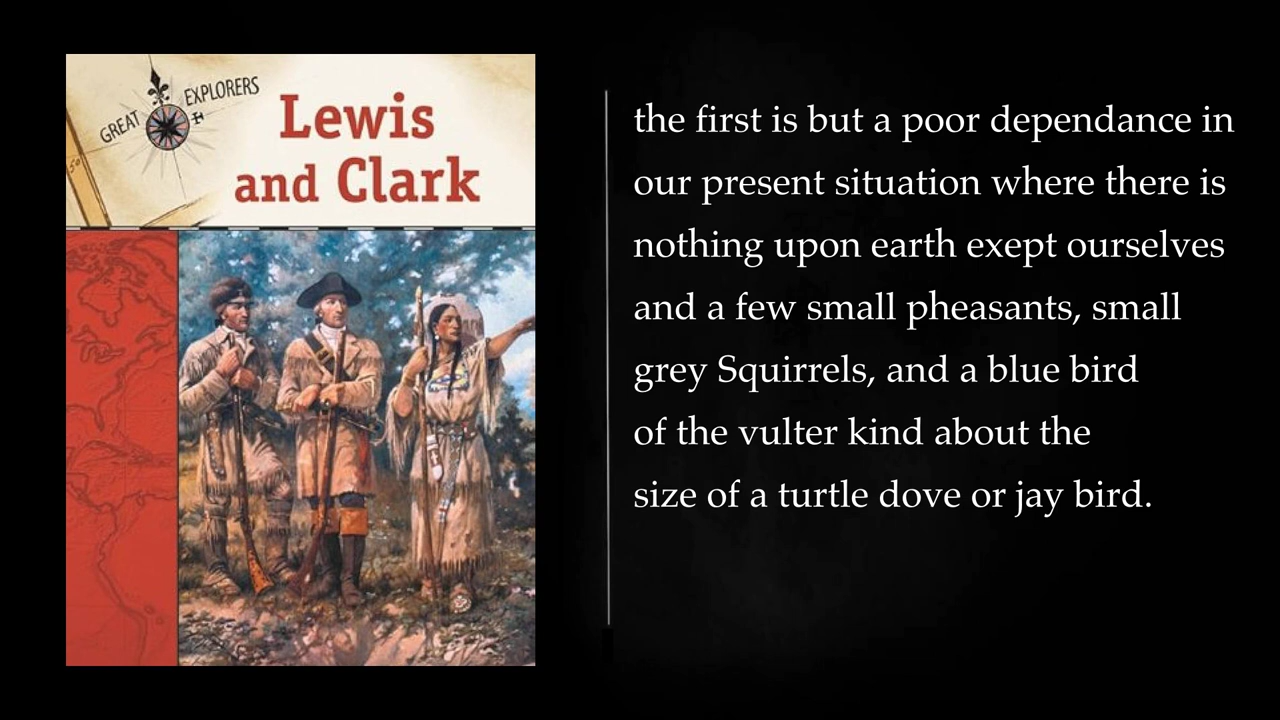 GREAT EXPLORERS
Lewis
and Clark
50
the first is but a poor dependance in
our present situation where there is
nothing upon earth exept ourselves
and a few small pheasants, small
grey Squirrels, and a blue bird
of the vulter kind about the
size of a turtle dove or jay bird.